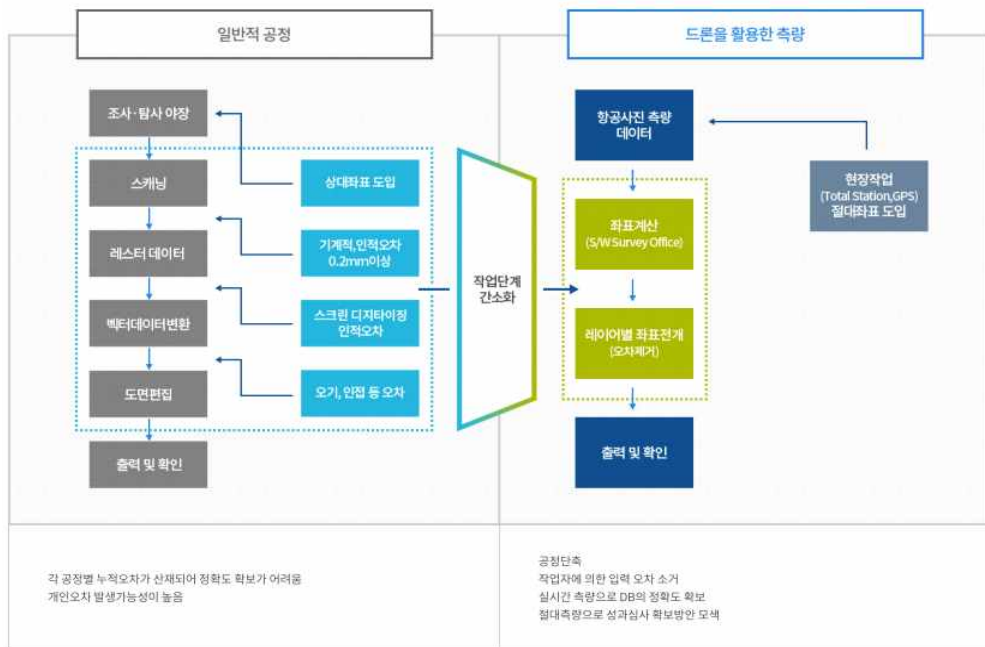 일반적 공정
드론을 활용한 측량
조사·탐사 야장
스캐닝
레스터 데이터
벡터데이터변환
도면편집
출력 및 확인
상대좌표 도입
기계적,인적오차
0.2mm이상
스크린 디지타이징
인적오차
오기, 인접 등 오차
작업단계
간소화
항공사진 측량
데이터
좌표계산
(S/W Survey Office)
레이어별 좌표전개
(오차제거)
출력 및 확인
현장작업
(Total Station,GPS)
절대좌표 도입
각 공정별 누적오차가 산재되어 정확도 확보가 어려움
개인오차 발생가능성이 높음
공정단축
작업자에 의한 입력 오차 소거
실시간 측량으로 DB의 정확도 확보
절대측량으로 성과심사 확보방안 모색